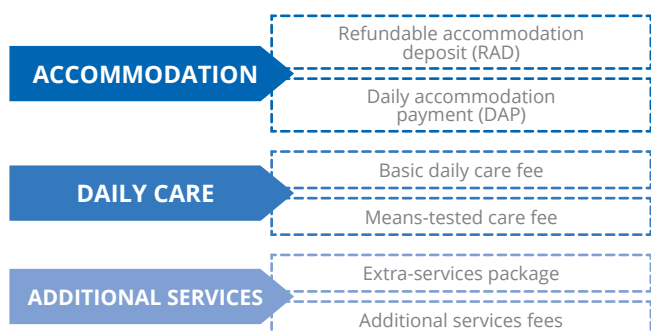 ACCOMMODATION
Refundable accommodation
deposit (RAD)
Daily accommodation
payment (DAP)
DAILY CARE
Basic daily care fee
Means-tested care fee
ADDITIONAL SERVICES
Extra-services package
Additional services fees